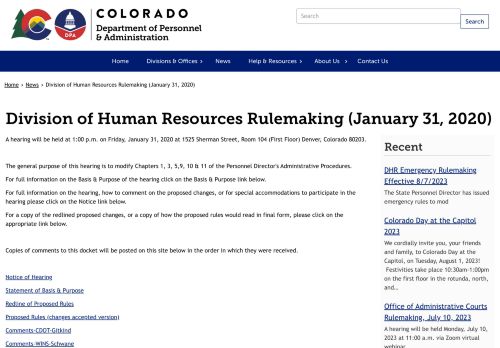 COLORADO
Department of Personnel
& Administration
DPA
Search
Search
Home
Divisions & Offices
News
Help & Resources
About Us
Contact Us
Home > News > Division of Human Resources Rulemaking (January 31, 2020)
Division of Human Resources Rulemaking (January 31, 2020)
A hearing will be held at 1:00 p.m. on Friday, January 31, 2020 at 1525 Sherman Street, Room 104 (First Floor) Denver, Colorado 80203.
The general purpose of this hearing is to modify Chapters 1, 3, 5,9, 10 & 11 of the Personnel Director's Administrative Procedures.
For full information on the Basis & Purpose of the hearing click on the Basis & Purpose link below.
For full information on the hearing, how to comment on the proposed changes, or for special accommodations to participate in the
hearing please click on the Notice link below.
For a copy of the redlined proposed changes, or a copy of how the proposed rules would read in final form, please click on the
appropriate link below.
Copies of comments to this docket will be posted on this site below in the order in which they were received.
Notice of Hearing
Statement of Basis & Purpose
Redline of Proposed Rules
Proposed Rules (changes accepted version)
Comments-CDOT-Gitkind
Comments-WINS-Schwane
Recent
DHR Emergency Rulemaking
Effective 8/7/2023
The State Personnel Director has issued
emergency rules to mod
Colorado Day at the Capitol
2023
We cordially invite you, your friends
and family, to Colorado Day at the
Capitol, on Tuesday, August 1, 2023!
Festivities take place 10:30am-1:00pm
on the first floor in the rotunda, north,
and...
Office of Administrative Courts
Rulemaking, July 10, 2023
A hearing will be held Monday, July 10,
2023 at 11:00 a.m. via Zoom virtual
webinar